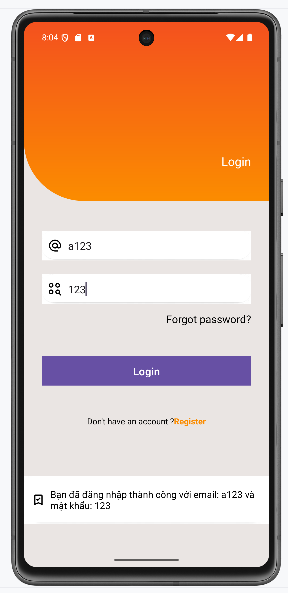 8:04
Login
a123
123
Forgot password?
Login
Don't have an account ?Register
Bạn đã đăng nhập thành công với email: a123 và
mật khẩu: 123